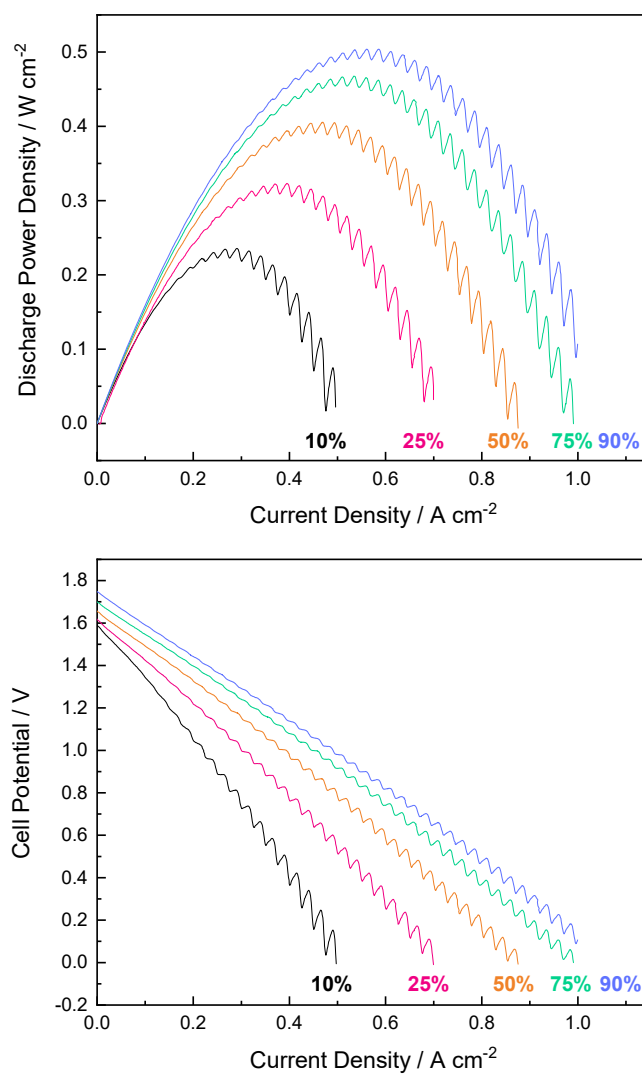 Discharge Power Density / W cm-2
0.5
0.4
0.3
0.2
0.1
0.0
10% 25% 50% 75% 90%
0.0 0.2 0.4 0.6 0.8 1.0
Current Density / A cm-2
Cell Potential / V
1.8
1.6
1.4
1.2
1.0
0.8
0.6
0.4
0.2
0.0
-0.2
10% 25% 50% 75% 90%
0.0 0.2 0.4 0.6 0.8 1.0
Current Density / A cm-2